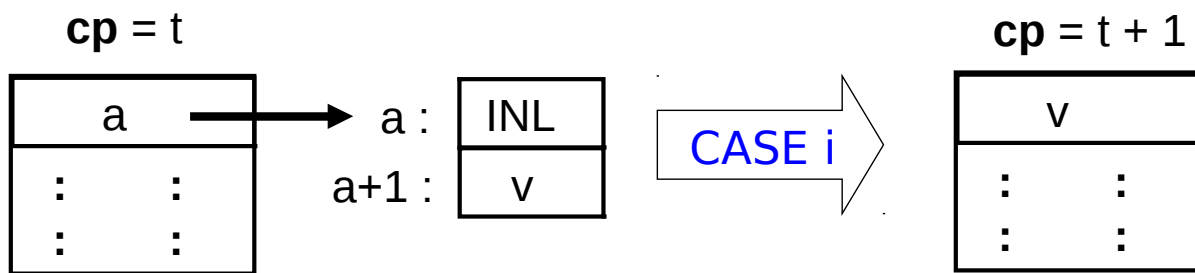 cp = t
a
: :
: :
a : INL
a+1 : v
CASE i
cp = t + 1
v
: :
: :